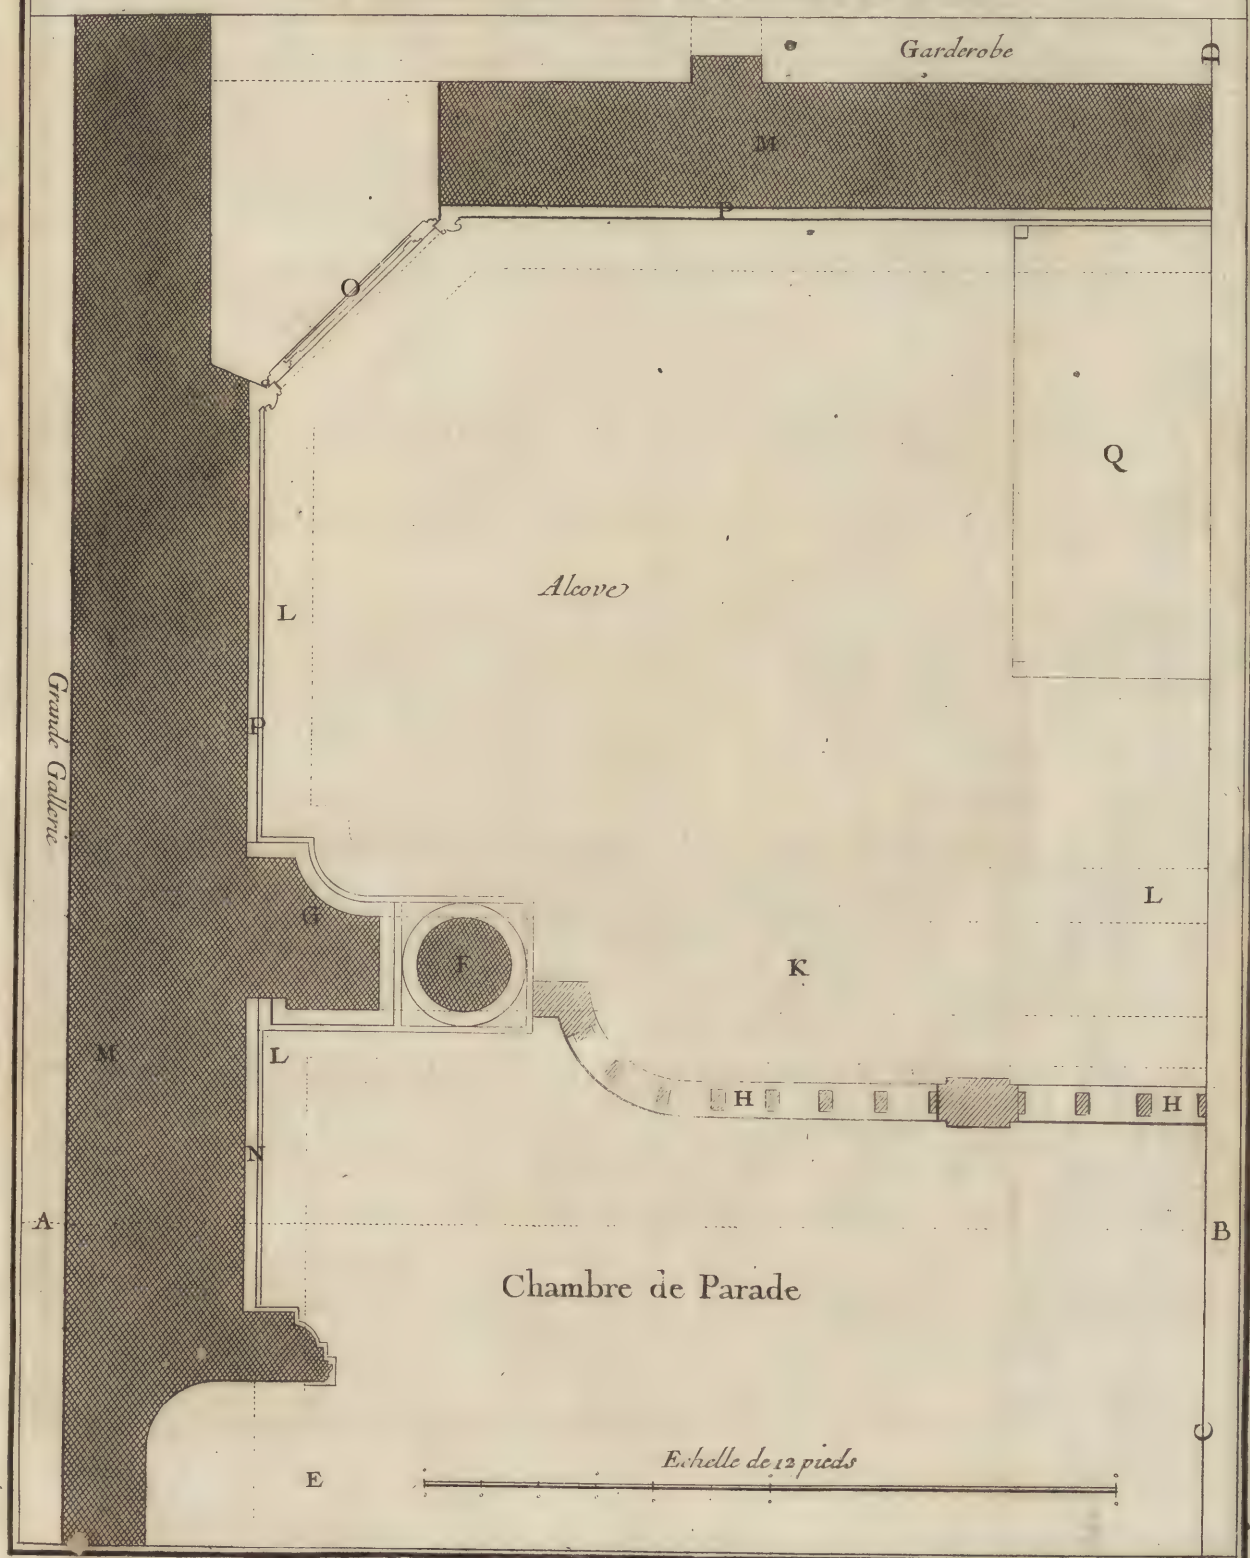 Garderobe
D
M
P
O
Q
Alcove
L
Grande Gallerie
P
L
G
F
K
M
L
H
H
N
A
B
Chambre de Parade
C
Echelle de 12 pieds
E